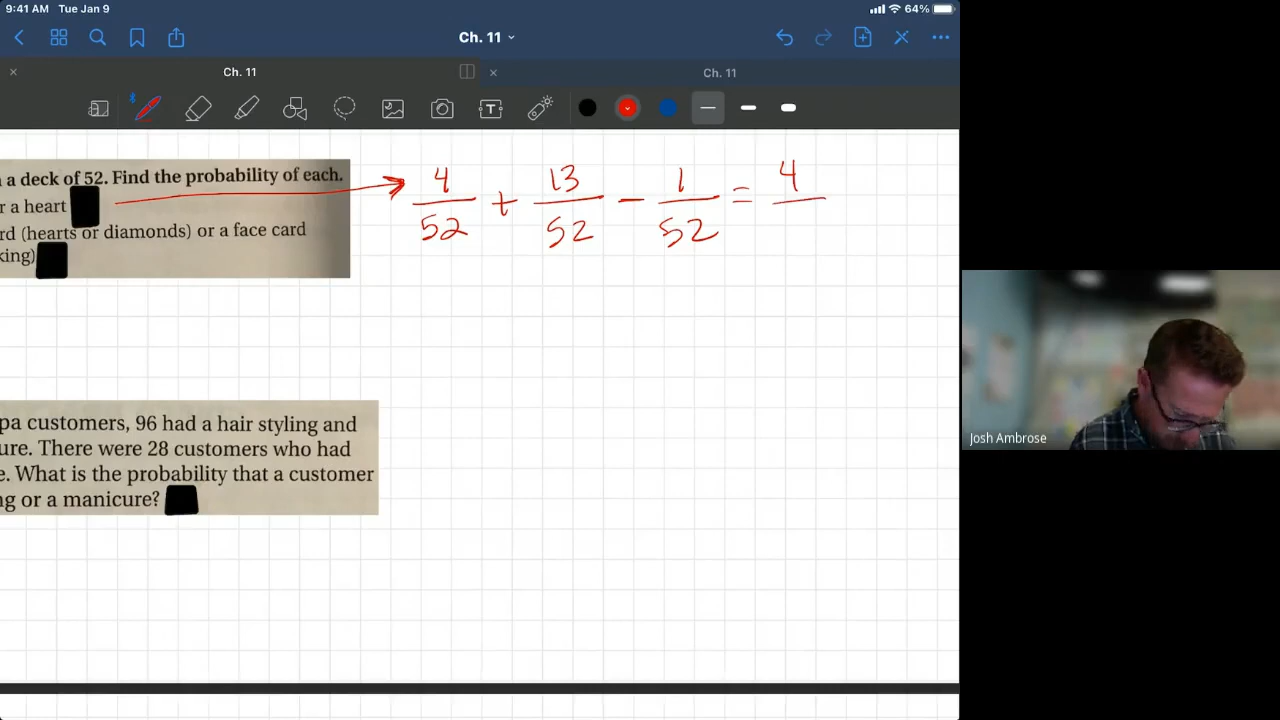 9:41 AM Tue Jan 9
64%
Ch. 11
Ch. 11
Ch. 11
a deck of 52. Find the probability of each.
r a heart
rd (hearts or diamonds) or a face card
king)
4/52 + 13/52 - 1/52 = 4/
pa customers, 96 had a hair styling and
ure. There were 28 customers who had
e. What is the probability that a customer
ng or a manicure?
Josh Ambrose